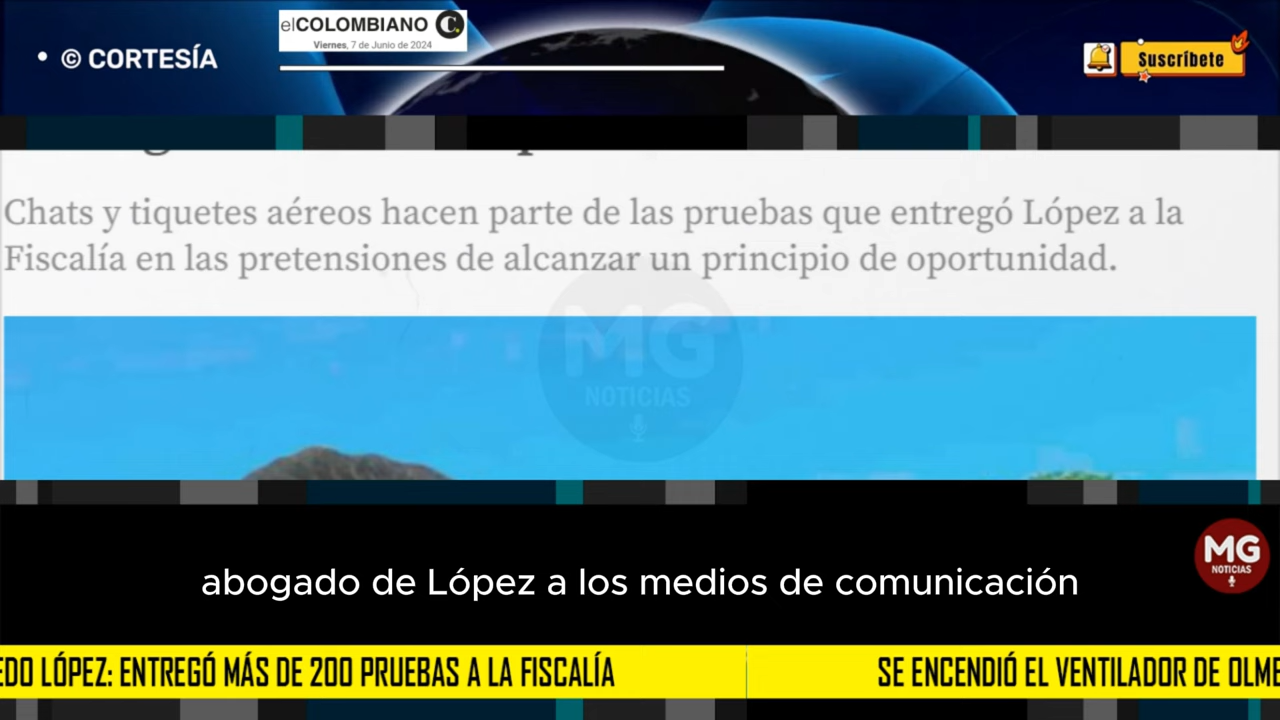 • © CORTESÍA
elCOLOMBIANO C.
Viernes, 7 de Junio de 2024
Suscríbete
Chats y tiquetes aéreos hacen parte de las pruebas que entregó López a la
Fiscalía en las pretensiones de alcanzar un principio de oportunidad.
MG
NOTICIAS
abogado de López a los medios de comunicación
MG
NOTICIAS
EDO LÓPEZ: ENTREGÓ MÁS DE 200 PRUEBAS A LA FISCALÍA
SE ENCENDIÓ EL VENTILADOR DE OLME